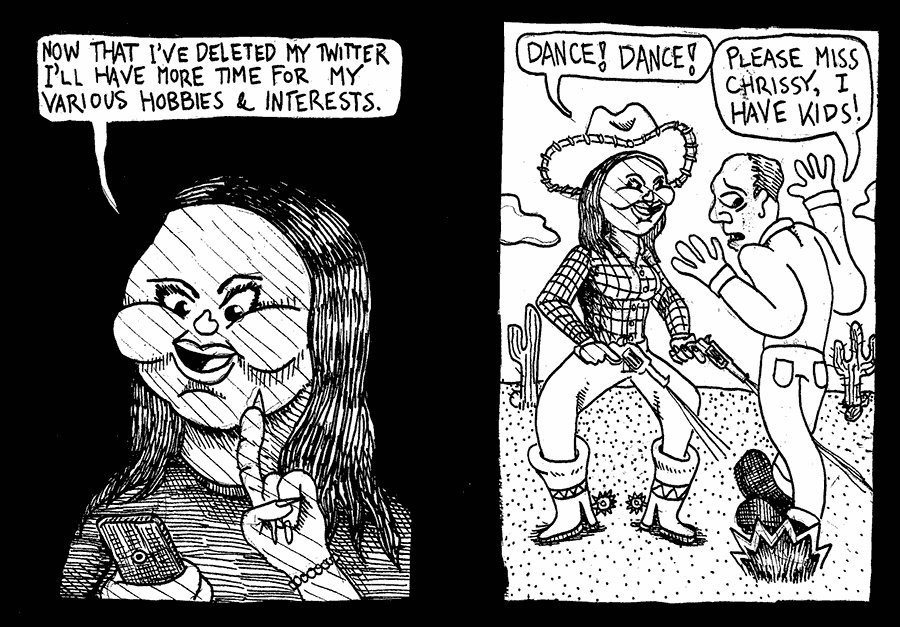 NOW THAT I'VE DELETED MY TWITTER
I'LL HAVE MORE TIME FOR MY
VARIOUS HOBBIES & INTERESTS.
DANCE! DANCE!
PLEASE MISS
CHRISSY, I
HAVE KIDS!